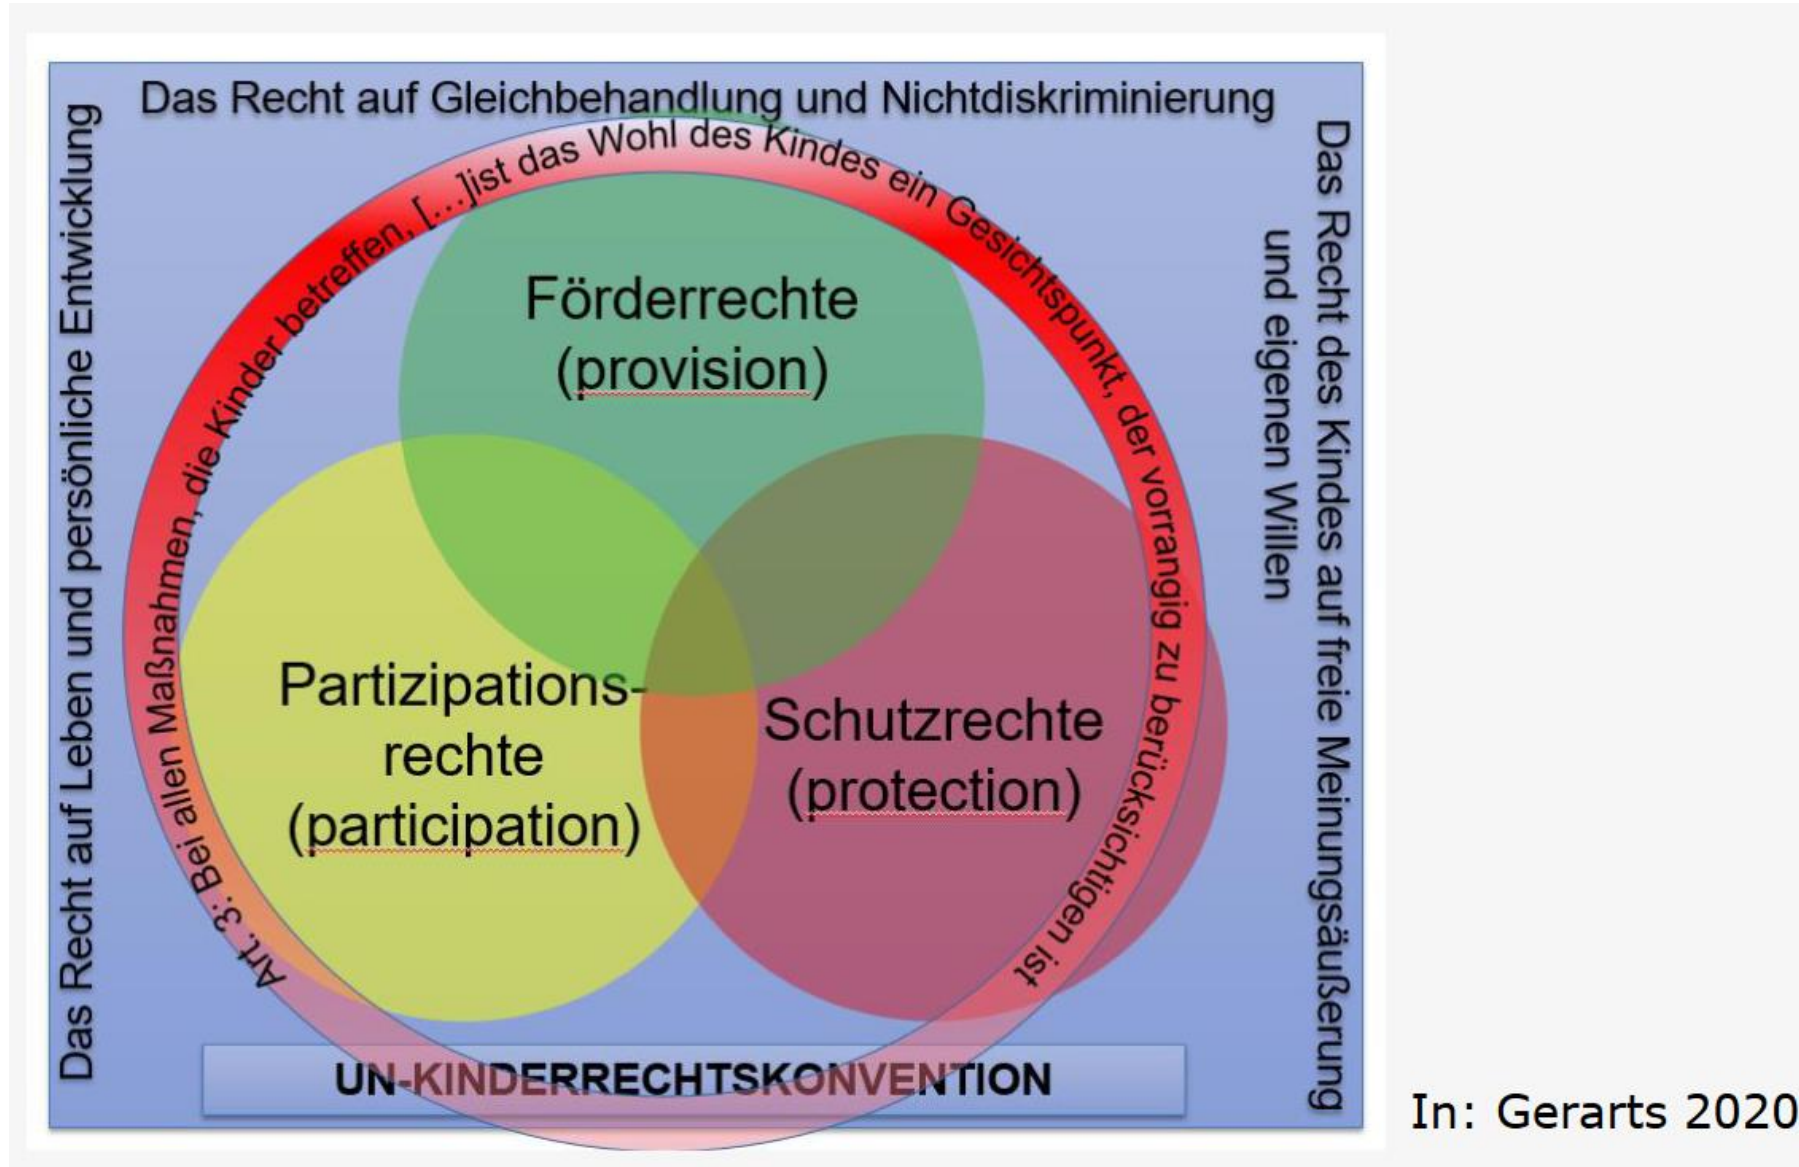 Das Recht auf Gleichbehandlung und Nichtdiskriminierung
Das Recht auf Leben und persönliche Entwicklung
Art. 3: Bei allen Maßnahmen, die Kinder betreffen, [...]ist das Wohl des Kindes ein Gesichtspunkt, der vorrangig zu berücksichtigen ist
Das Recht des Kindes auf freie Meinungsäußerung
und eigenen Willen
Förderrechte
(provision)
Partizipations-
rechte
(participation)
Schutzrechte
(protection)
UN-KINDERRECHTSKONVENTION
In: Gerarts 2020